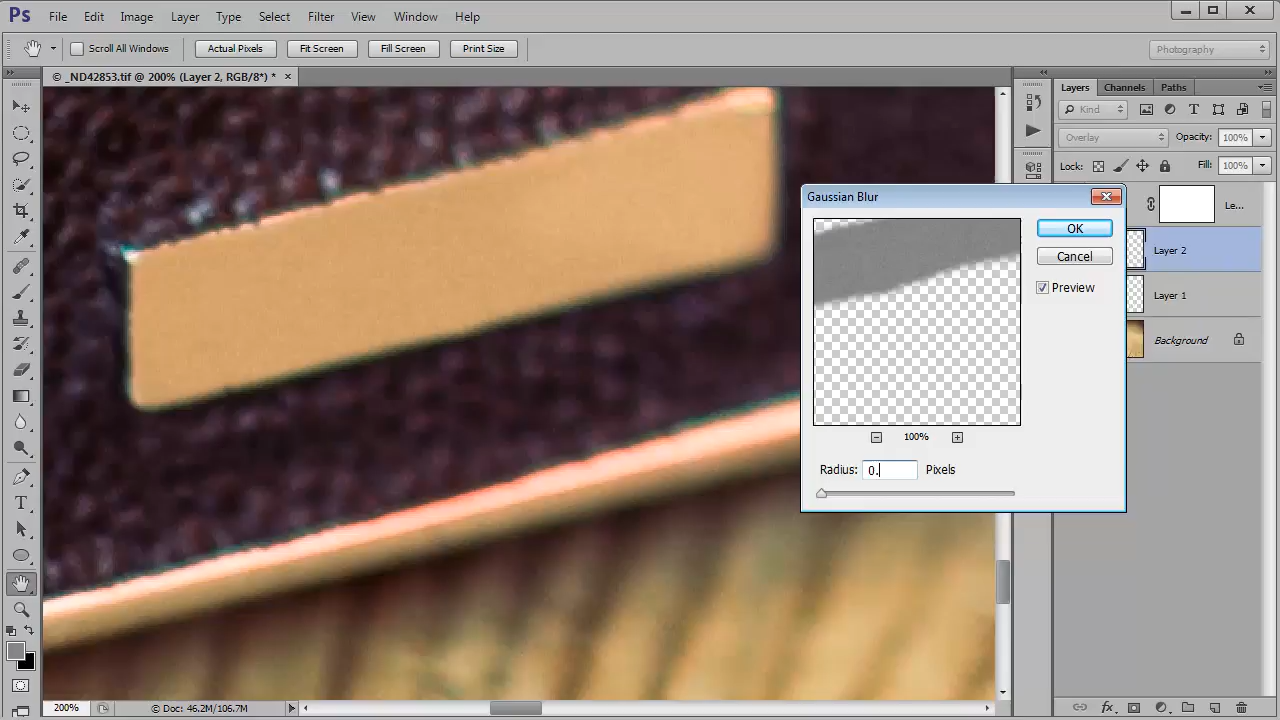 Ps File Edit Image Layer Type Select Filter View Window Help
Scroll All Windows Actual Pixels Fit Screen Fill Screen Print Size Photography
© _ND42853.tif @ 200% (Layer 2, RGB/8*) * ×
Layers Channels Paths
Kind
Overlay Opacity: 100%
Lock: Fill: 100%
Gaussian Blur
Le...
OK
Layer 2
Cancel
Preview
Layer 1
Background
100%
Radius: 0. Pixels
T
200% © Doc: 46.2M/106.7M
fx